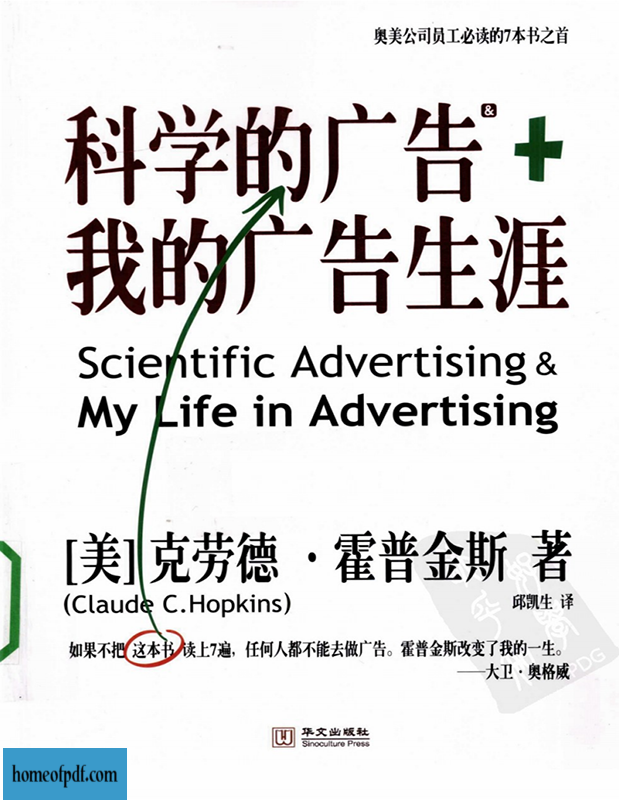 奥美公司员工必读的7本书之首
科学的广告 & +
我的广告生涯
Scientific Advertising &
My Life in Advertising
[美] 克劳德 · 霍普金斯 著
(Claude C.Hopkins)
邱凯生 译
如果不把 这本书 读上7遍，任何人都不能去做广告。霍普金斯改变了我的一生。
——大卫·奥格威
PDG
华文出版社
Sinoculture Press
homeofpdf.com